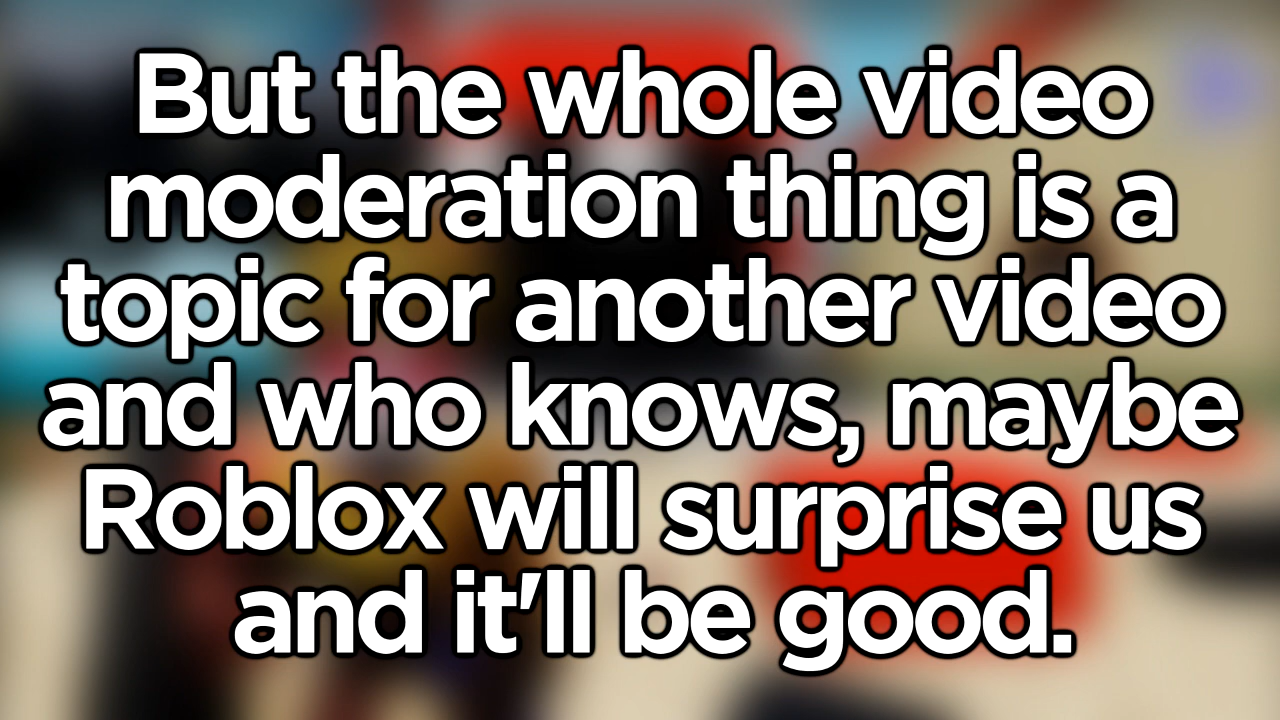 But the whole video
moderation thing is a
topic for another video
and who knows, maybe
Roblox will surprise us
and it'll be good.